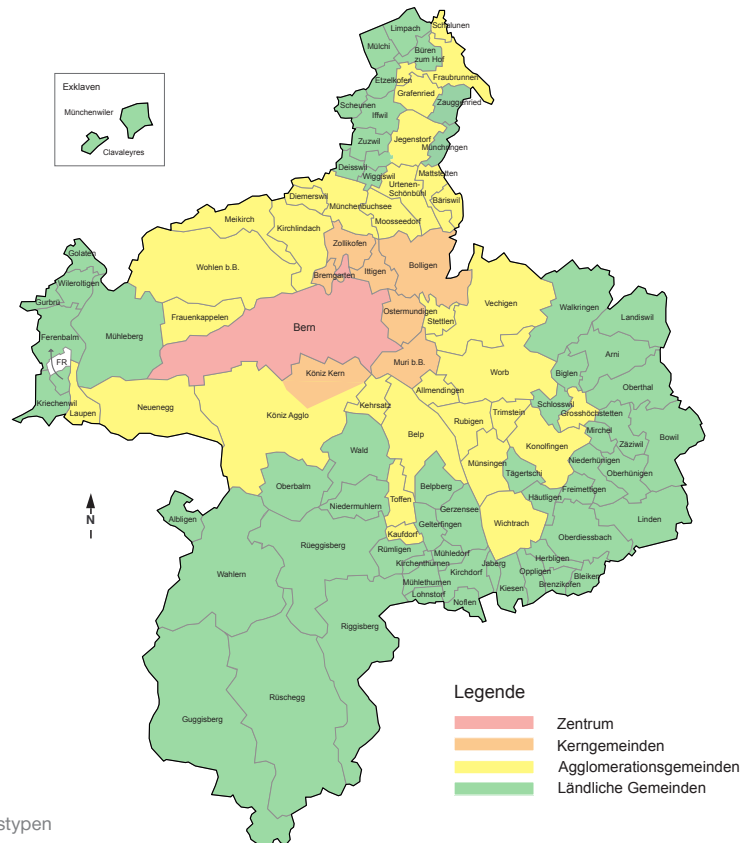 Exklaven
Münchenwiler
Clavaleyres
Limpach
Schalunen
Mülchi
Büren
zum Hof
Etzelkofen
Fraubrunnen
Grafenried
Zauggenried
Scheunen
Iffwil
Jegenstorf
Zuzwil
Münchringen
Deisswil
Wiggiswil
Mattstetten
Urtenen-
Schönbühl
Diemerswil
Münchenbuchsee
Bäriswil
Meikirch
Kirchlindach
Moosseedorf
Zollikofen
Golaten
Wohlen b.B.
Bolligen
Wileroltigen
Bremgarten
Ittigen
Gurbrü
Vechigen
Walkringen
Landiswil
Frauenkappelen
Ostermundigen
Stettlen
Ferenbalm
Mühleberg
Bern
Arni
FR
Köniz Kern
Muri b.B.
Worb
Biglen
Oberthal
Allmendingen
Kriechenwil
Laupen
Neuenegg
Köniz Agglo
Kehrsatz
Schlosswil
Grosshöchstetten
Trimstein
Rubigen
Belp
Mirchel
Bowil
Konolfingen
Zäziwil
Wald
Münsingen
Niederhünigen
Oberhünigen
Tägertschi
Oberbalm
Belpberg
Freimettigen
Häutligen
Niedermuhlern
Toffen
Gerzensee
N
Albligen
Gelterfingen
Wichtrach
Linden
Kaufdorf
Oberdiessbach
Rüeggisberg
Rümligen
Mühledorf
Herbligen
Kirchenthurnen
Jaberg
Wahlern
Kirchdorf
Oppligen
Bleiken
Mühlethurnen
Kiesen
Brenzikofen
Lohnstorf
Noflen
Riggisberg
Guggisberg
Rüschegg
Legende
Zentrum
Kerngemeinden
Agglomerationsgemeinden
Ländliche Gemeinden
stypen